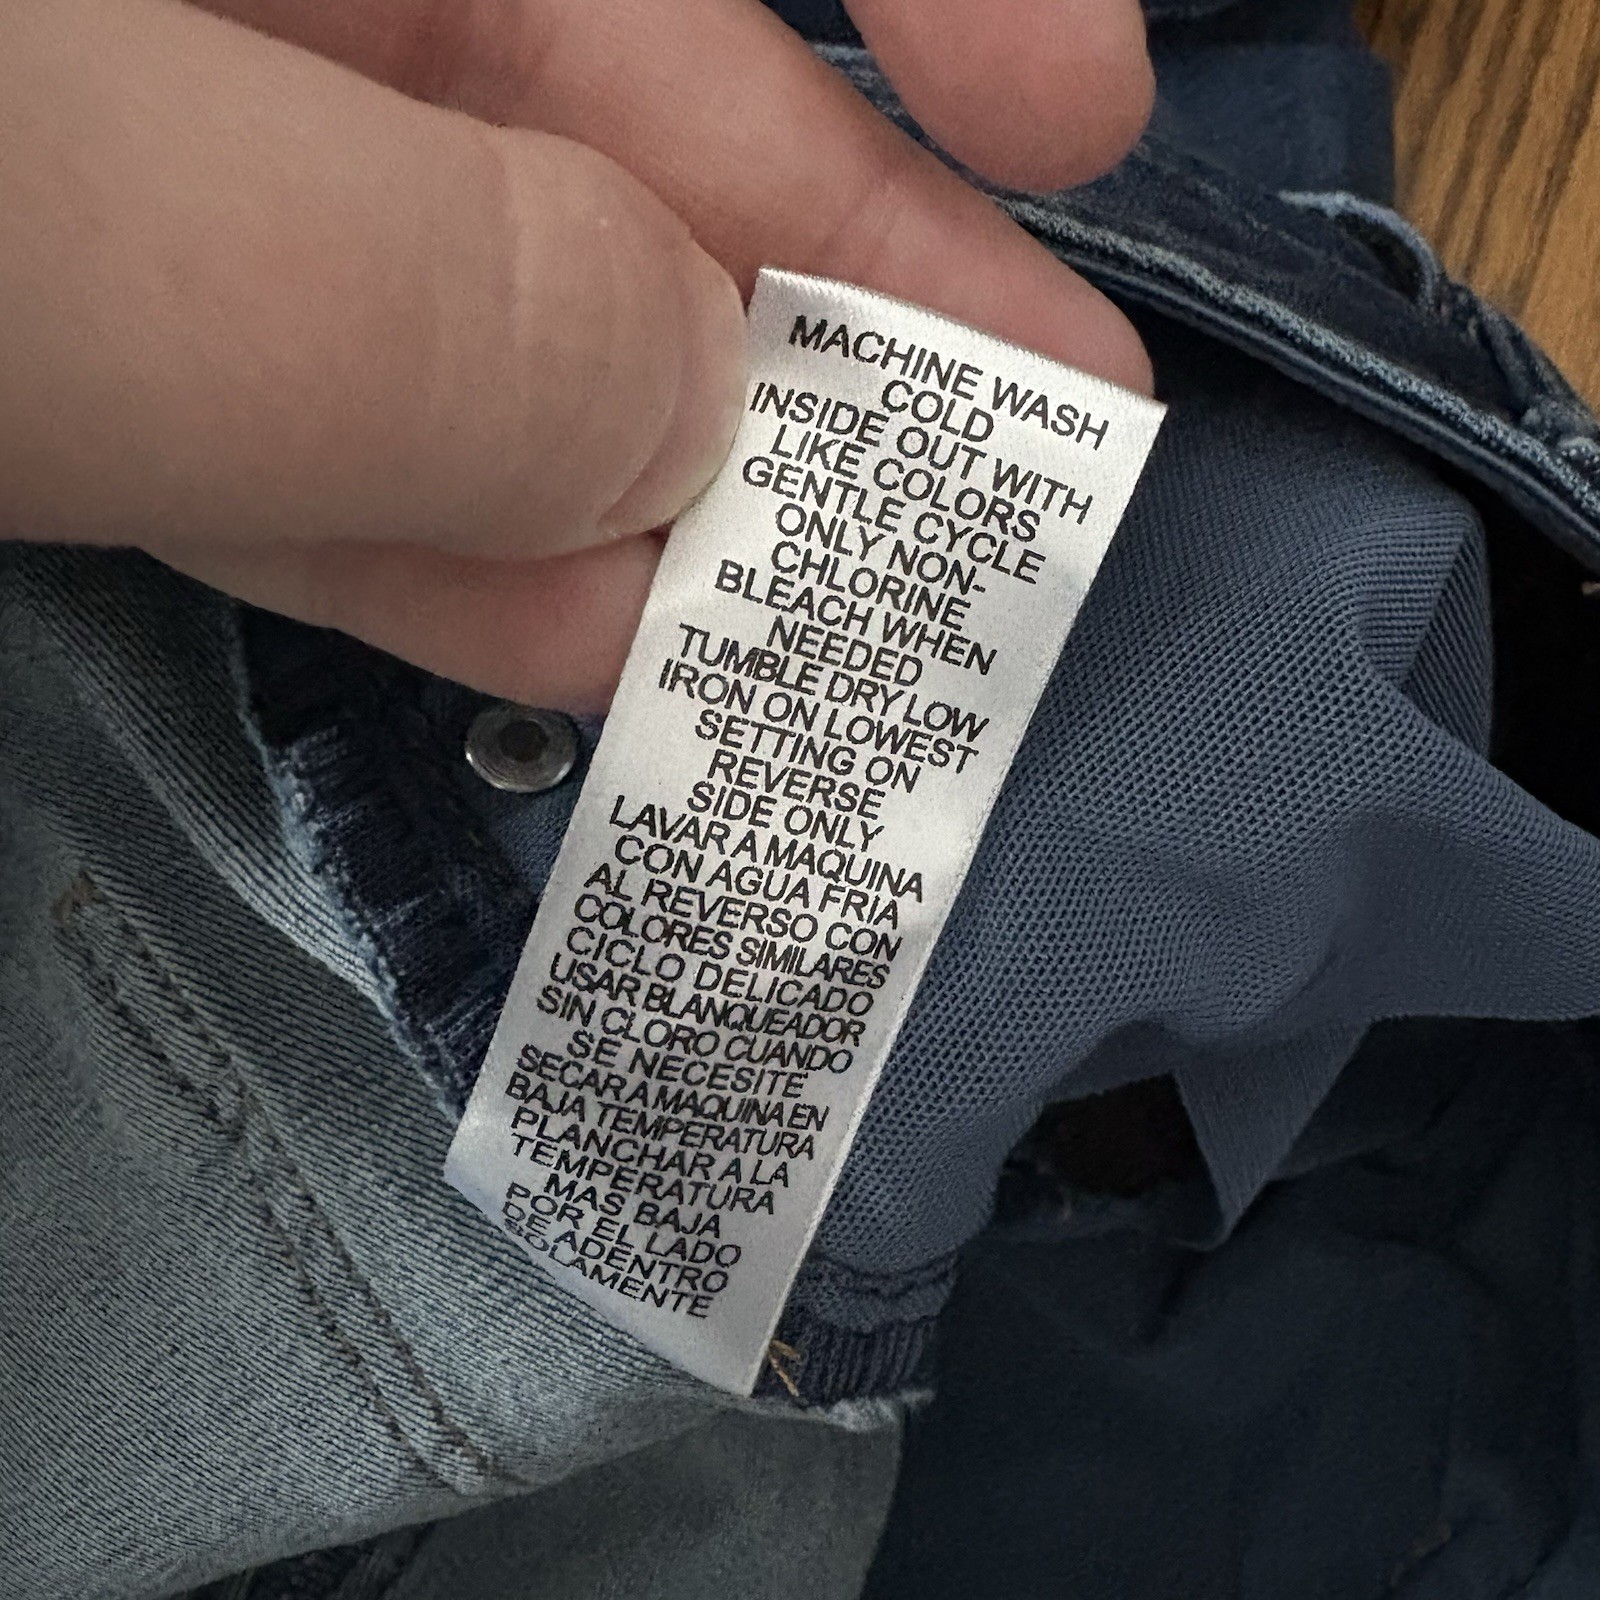 MACHINE WASH
COLD
INSIDE OUT WITH
LIKE COLORS
GENTLE CYCLE
ONLY NON-
CHLORINE
BLEACH WHEN
NEEDED
TUMBLE DRY LOW
IRON ON LOWEST
SETTING ON
REVERSE
SIDE ONLY
LAVAR A MAQUINA
CON AGUA FRIA
AL REVERSO CON
COLORES SIMILARES
CICLO DELICADO
USAR BLANQUEADOR
SIN CLORO CUANDO
SE NECESITE
SECAR A MAQUINA EN
BAJA TEMPERATURA
PLANCHAR A LA
TEMPERATURA
MAS BAJA
POR EL LADO
DE ADENTRO
SOLAMENTE